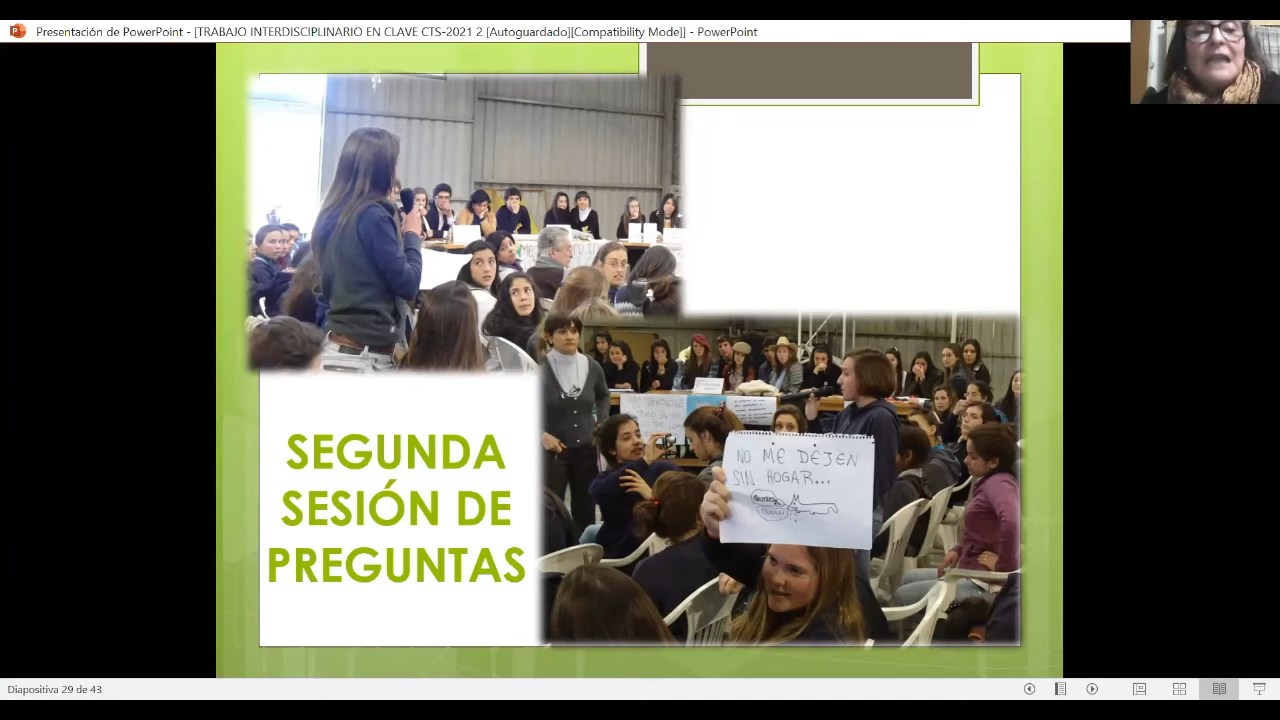 Presentación de PowerPoint - [TRABAJO INTERDISCIPLINARIO EN CLAVE CTS-2021 2 [Autoguardado][Compatibility Mode]] - PowerPoint
SEGUNDA
SESIÓN DE
PREGUNTAS
NO ME DEJEN
SIN HOGAR...
Diapositiva 29 de 43